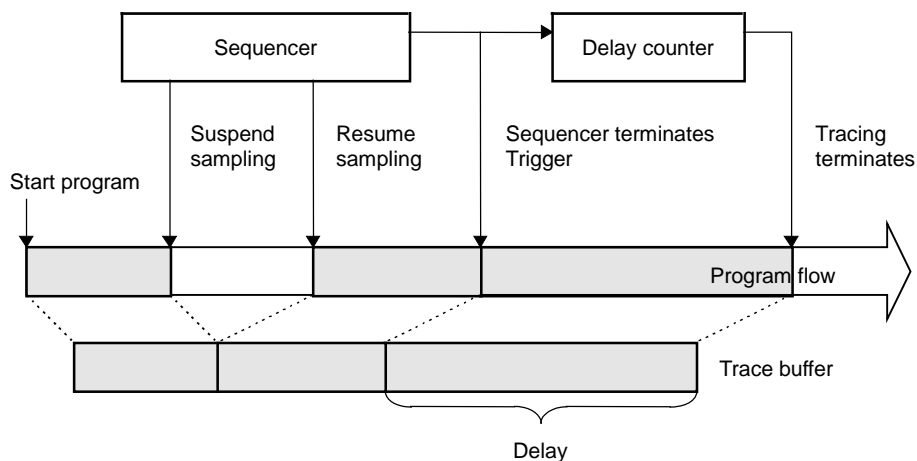 Sequencer
Delay counter
Suspend
sampling
Resume
sampling
Sequencer terminates
Trigger
Tracing
terminates
Start program
Program flow
Trace buffer
Delay